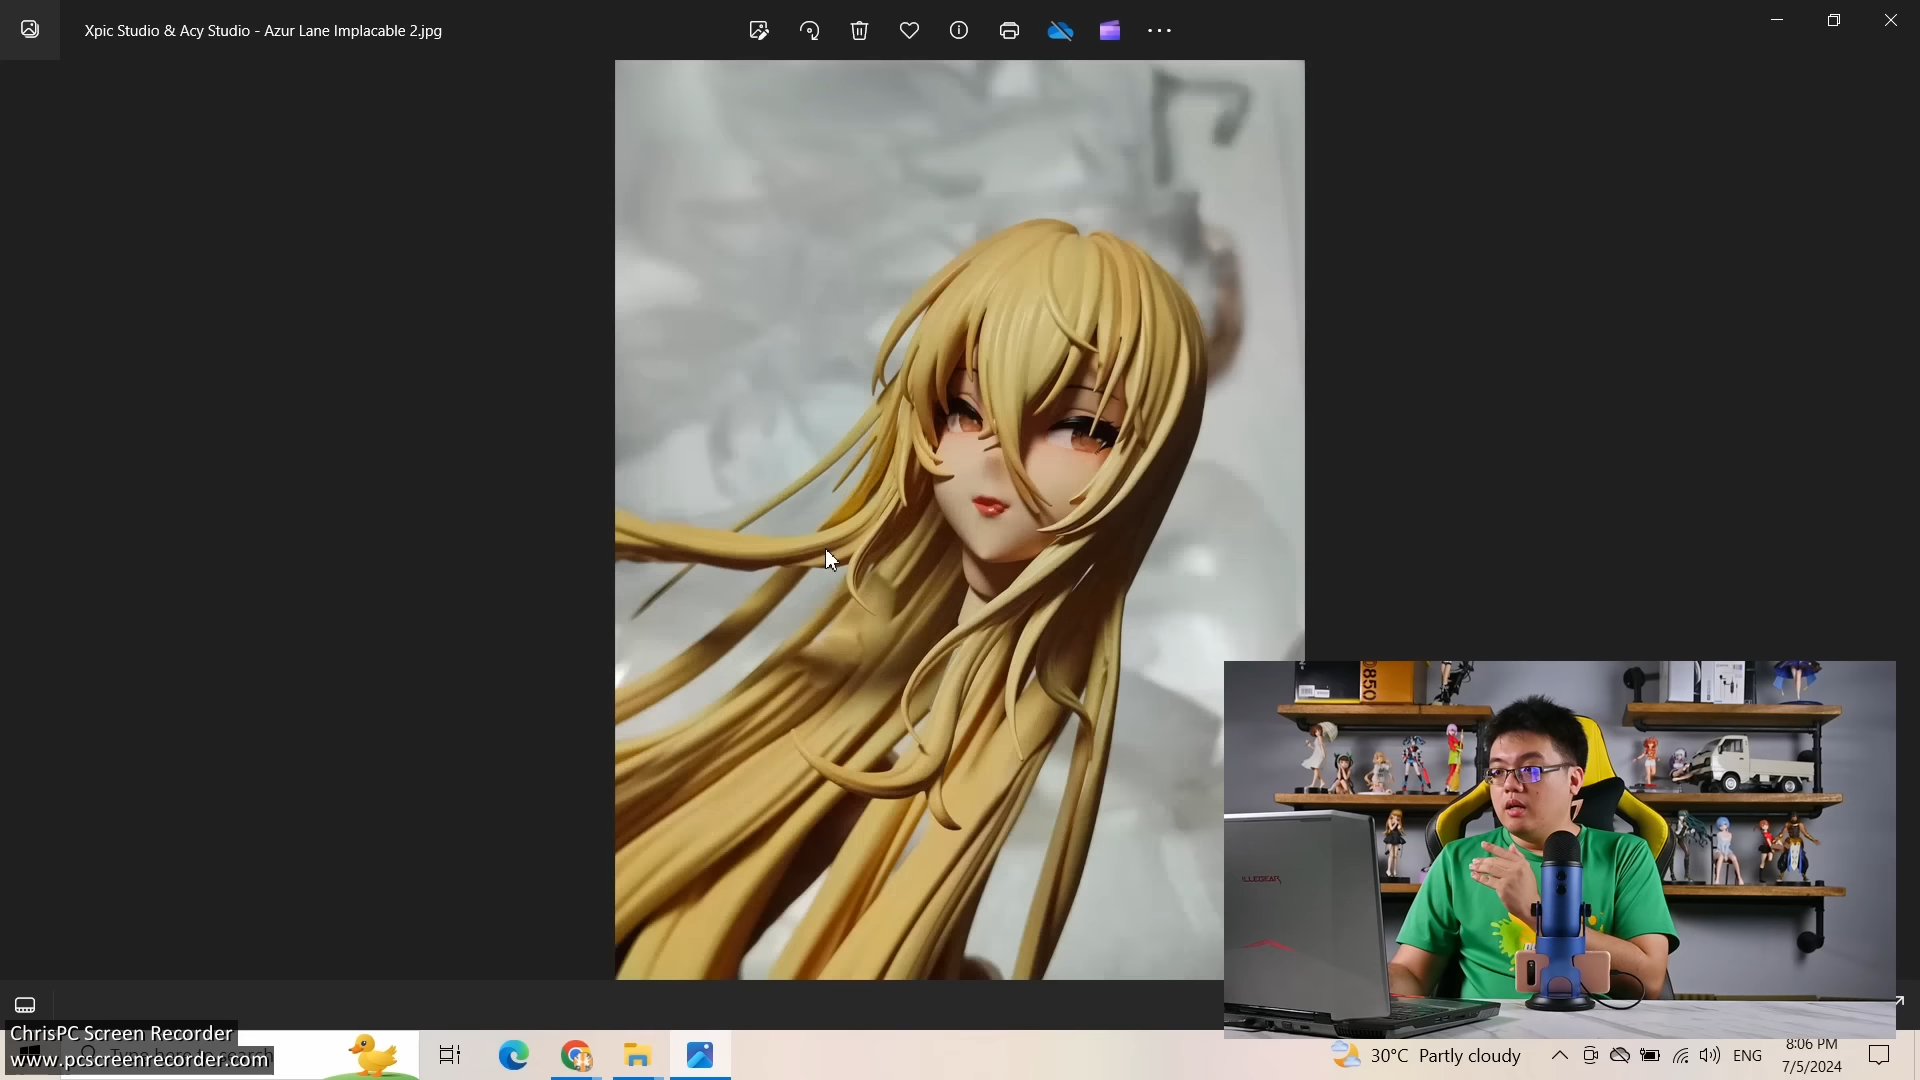 Xpic Studio & Acy Studio - Azur Lane Implacable 2.jpg
850
ILLEGEAR
ChrisPC Screen Recorder
www.pcscreenrecorder.com
30°C Partly cloudy
ENG
8:06 PM
7/5/2024